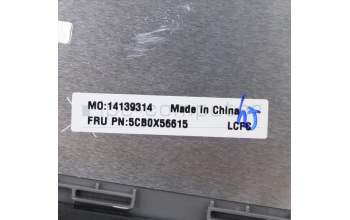 MO:14139314 Made in China
FRU PN:5CB0X56615 LCFC